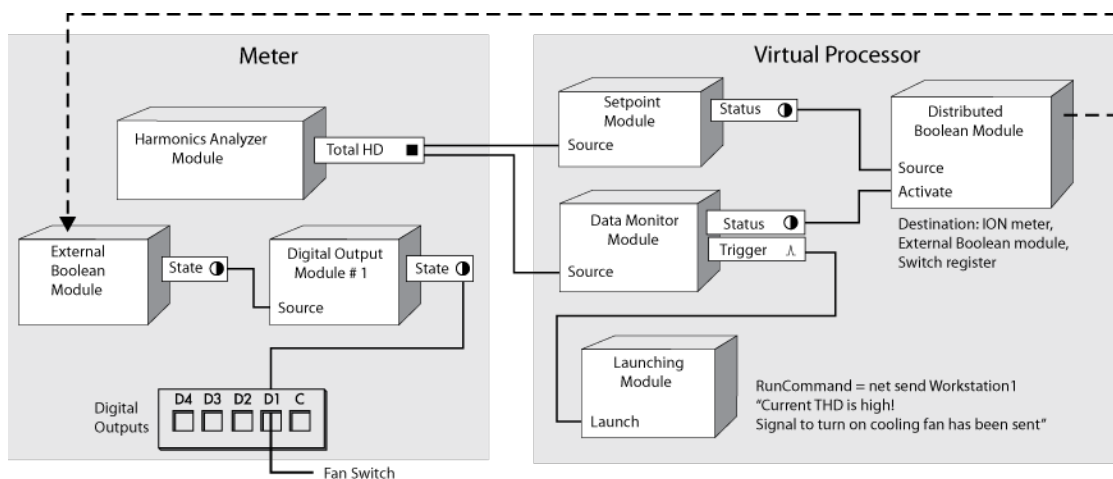 Meter
Harmonics Analyzer
Module
Total HD
External
Boolean
Module
State
Digital Output
Module # 1
Source
State
Digital
Outputs
D4 D3 D2 D1 C
Fan Switch
Virtual Processor
Setpoint
Module
Source
Status
Data Monitor
Module
Source
Status
Trigger
Distributed
Boolean Module
Source
Activate
Destination: ION meter,
External Boolean module,
Switch register
Launching
Module
Launch
RunCommand = net send Workstation1
“Current THD is high!
Signal to turn on cooling fan has been sent”